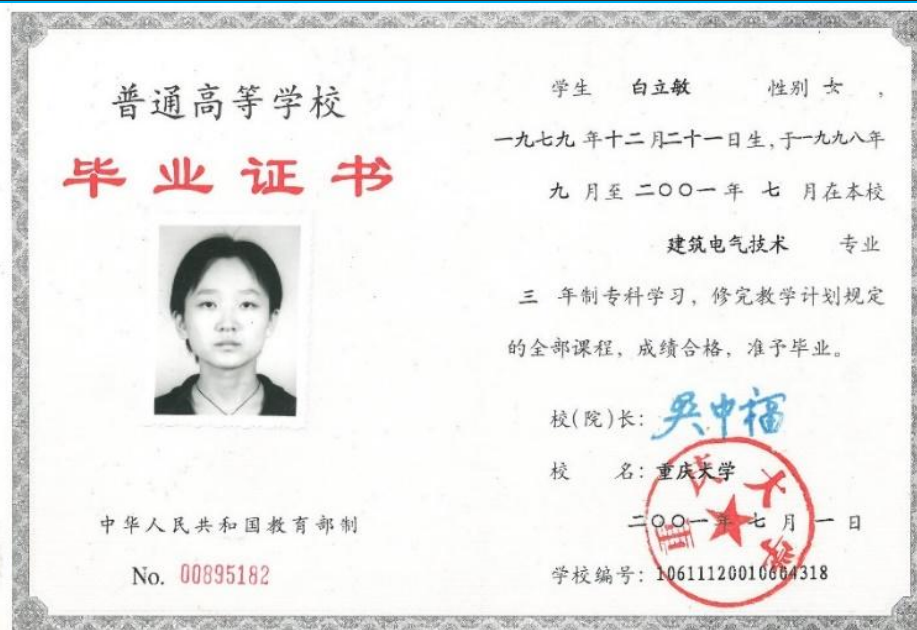 普通高等学校
毕业证书
中华人民共和国教育部制
No. 00895182
学生 白立敏 性别 女 ,
一九七九 年十二月二十一日生,于一九九八年
九 月至 二〇〇一 年 七 月在本校
建筑电气技术 专业
三 年制专科学习，修完教学计划规定
的全部课程，成绩合格，准予毕业。
校(院)长: 吴中福
校 名: 重庆大学
二〇〇一年 七 月 一 日
学校编号: 10611120010664318
重庆大学